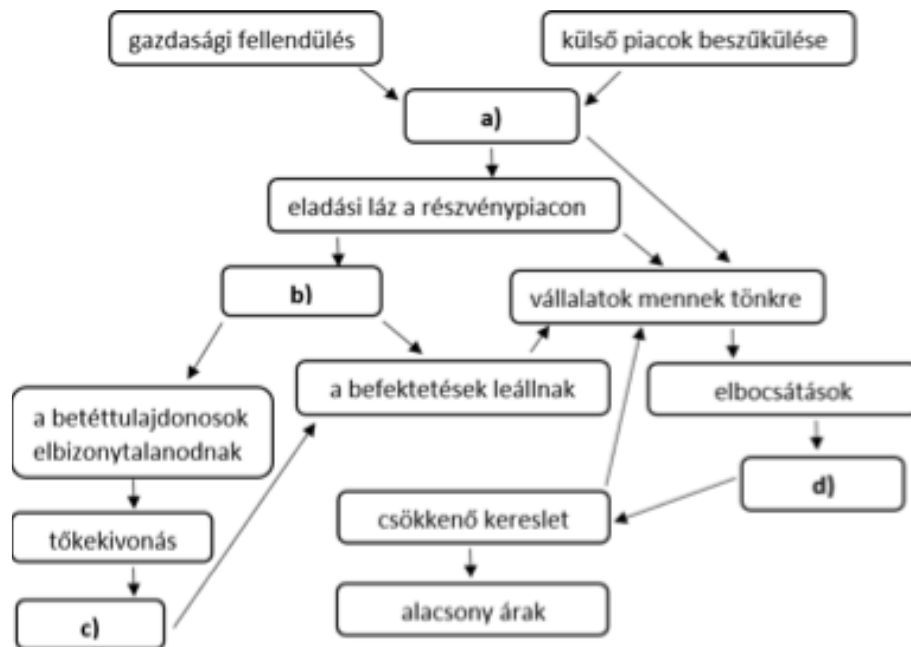 gazdasági fellendülés
külső piacok beszűkülése
a)
eladási láz a részvénypiacon
b)
vállalatok mennek tönkre
a befektetések leállnak
elbocsátások
a betéttulajdonosok
elbizonytalanodnak
d)
csökkenő kereslet
tőkekivonás
alacsony árak
c)